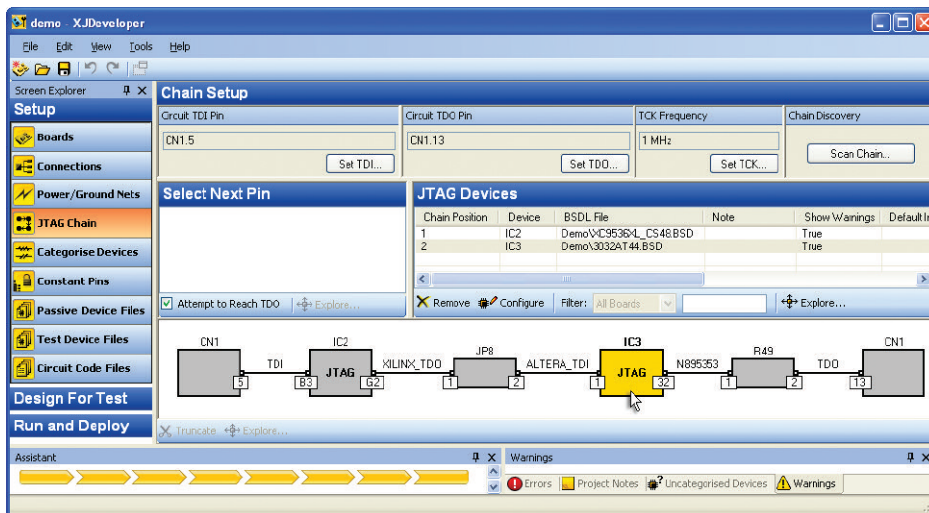 demo - XJDeveloper
File Edit View Tools Help
Screen Explorer
Setup
Boards
Connections
Power/Ground Nets
JTAG Chain
Categorise Devices
Constant Pins
Passive Device Files
Test Device Files
Circuit Code Files
Design For Test
Run and Deploy
Chain Setup
Circuit TDI Pin
CN1.5
Set TDI...
Circuit TDO Pin
CN1.13
Set TDO...
TCK Frequency
1 MHz
Set TCK...
Chain Discovery
Scan Chain...
Select Next Pin
Attempt to Reach TDO Explore...
JTAG Devices
Chain Position Device BSDL File Note Show Warnings Default In
1 IC2 Demo\XC9536XL_CS48.BSD True
2 IC3 Demo\3032AT44.BSD True
Remove Configure Filter: All Boards Explore...
CN1 IC2 JP8 IC3 R49 CN1
TDI XILINX_TDO ALTERA_TDI N895353 TDO
JTAG JTAG
5 B3 G2 1 2 1 32 1 2 13
Truncate Explore...
Assistant
Warnings
Errors Project Notes Uncategorised Devices Warnings